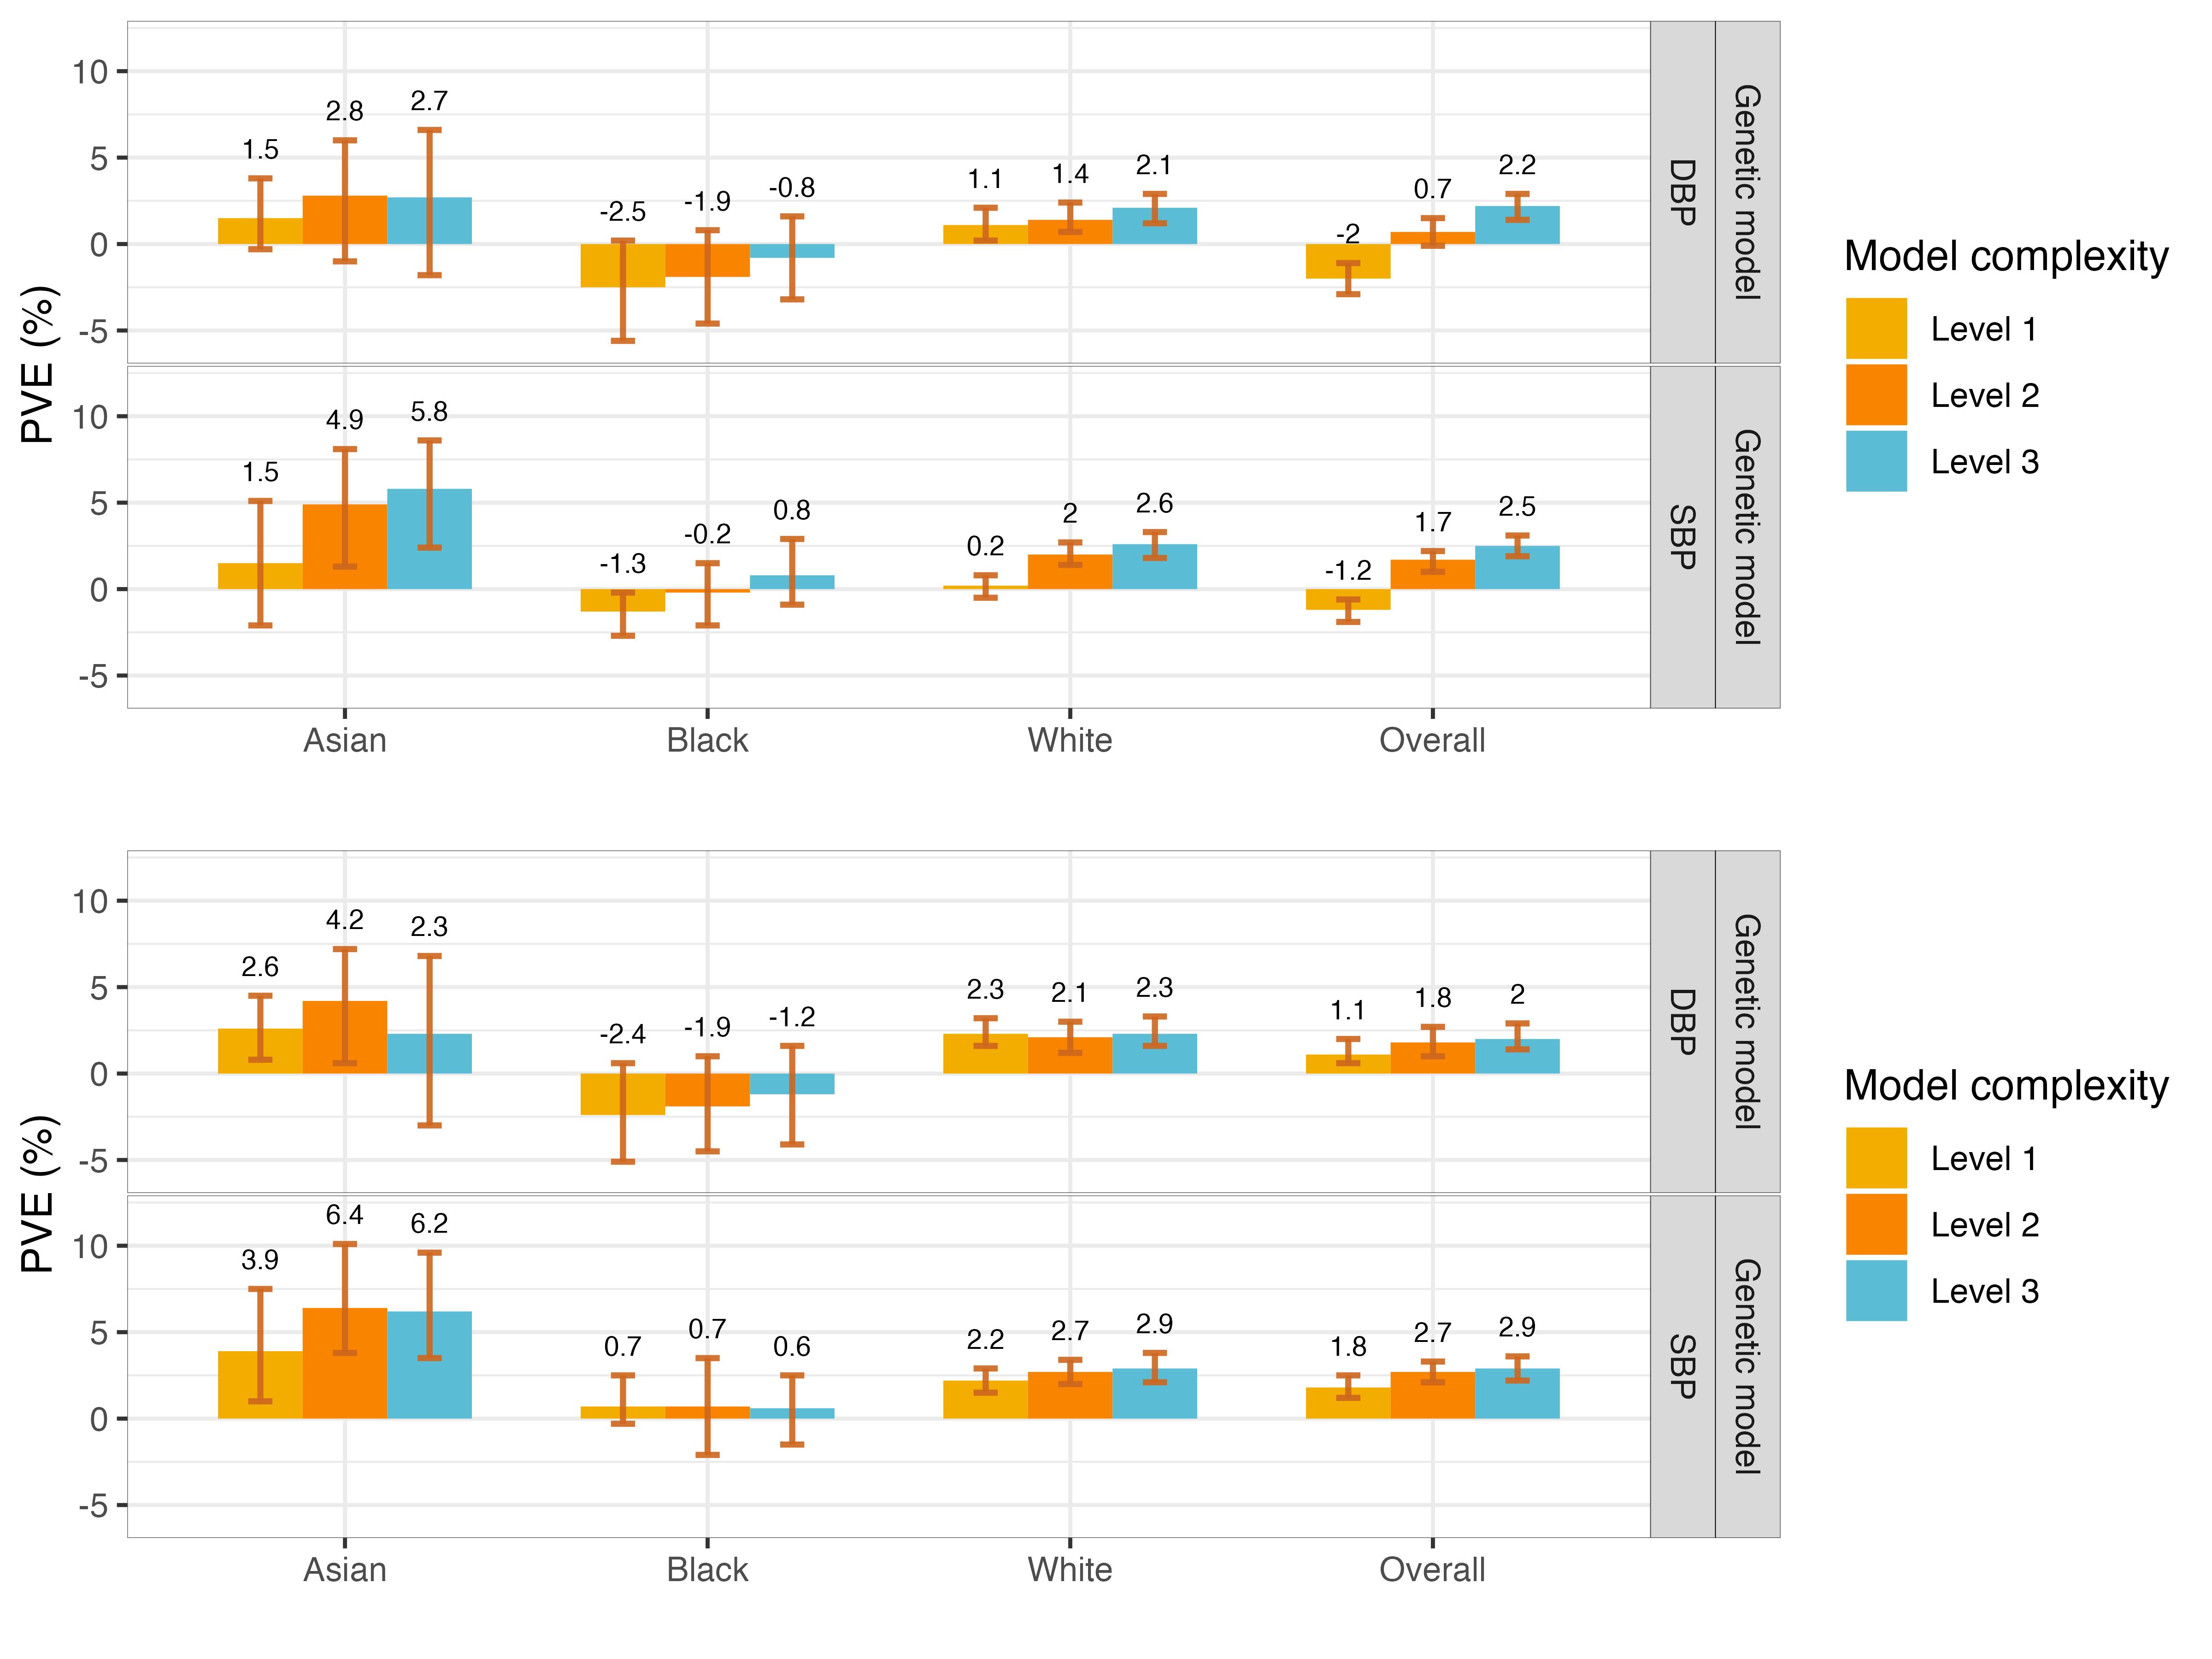 PVE (%)
10
5
0
-5
1.5
2.8
2.7
-2.5
-1.9
-0.8
1.1
1.4
2.1
-2
0.7
2.2
DBP
Genetic model
10
5
0
-5
1.5
4.9
5.8
-1.3
-0.2
0.8
0.2
2
2.6
-1.2
1.7
2.5
SBP
Genetic model
Asian
Black
White
Overall
Model complexity
Level 1
Level 2
Level 3
PVE (%)
10
5
0
-5
2.6
4.2
2.3
-2.4
-1.9
-1.2
2.3
2.1
2.3
1.1
1.8
2
DBP
Genetic model
10
5
0
-5
3.9
6.4
6.2
0.7
0.7
0.6
2.2
2.7
2.9
1.8
2.7
2.9
SBP
Genetic model
Asian
Black
White
Overall
Model complexity
Level 1
Level 2
Level 3